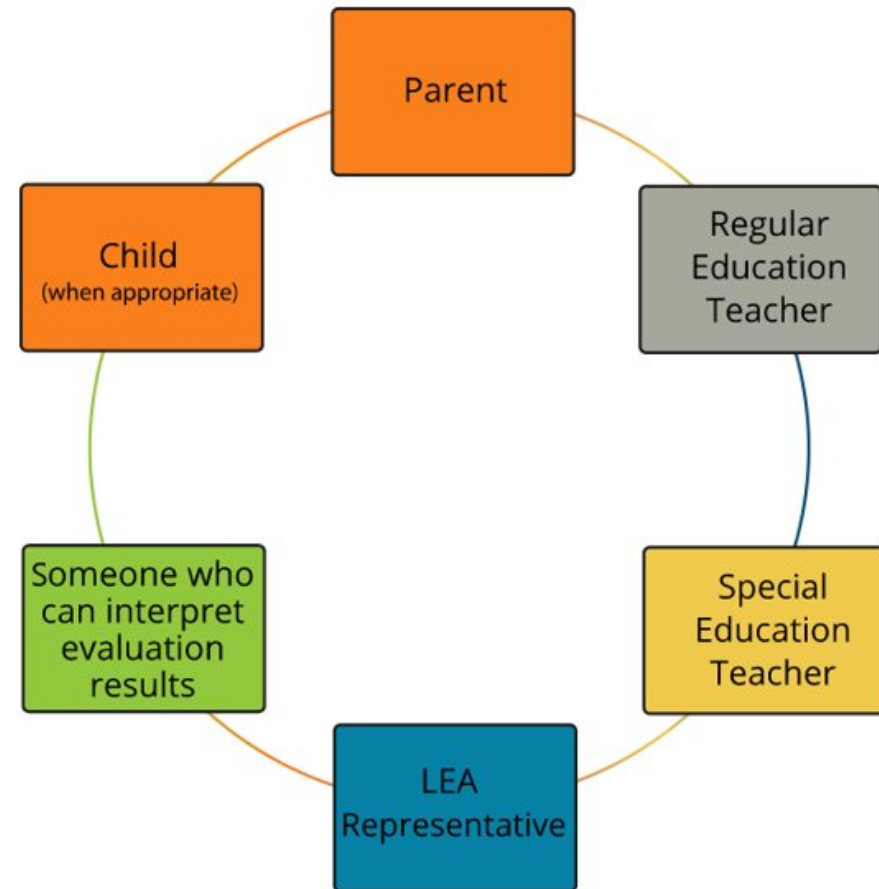 Parent
Regular
Education
Teacher
Special
Education
Teacher
LEA
Representative
Someone who
can interpret
evaluation
results
Child
(when appropriate)